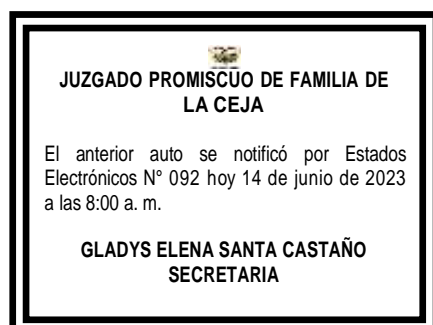 JUZGADO PROMISCUO DE FAMILIA DE
LA CEJA
El anterior auto se notificó por Estados
Electrónicos N° 092 hoy 14 de junio de 2023
a las 8:00 a. m.
GLADYS ELENA SANTA CASTAÑO
SECRETARIA